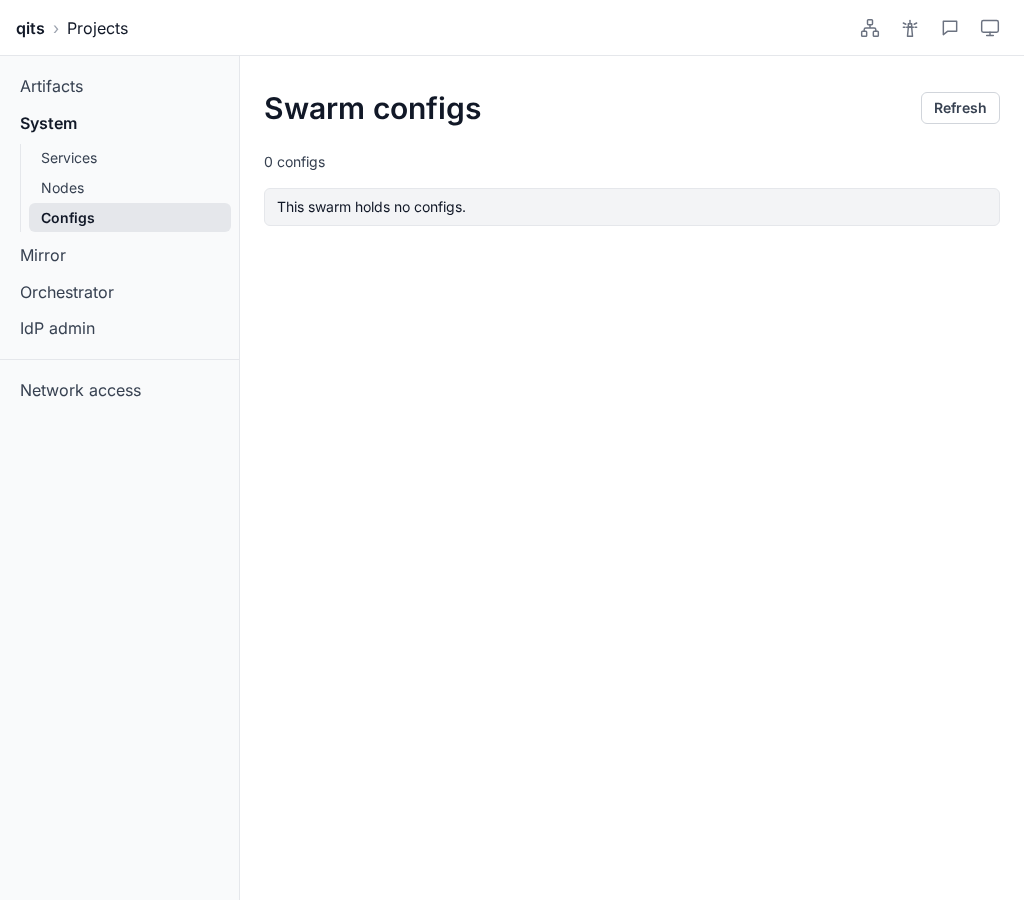 qits › Projects
Artifacts
System
Services
Nodes
Configs
Mirror
Orchestrator
IdP admin
Network access
Swarm configs
Refresh
0 configs
This swarm holds no configs.